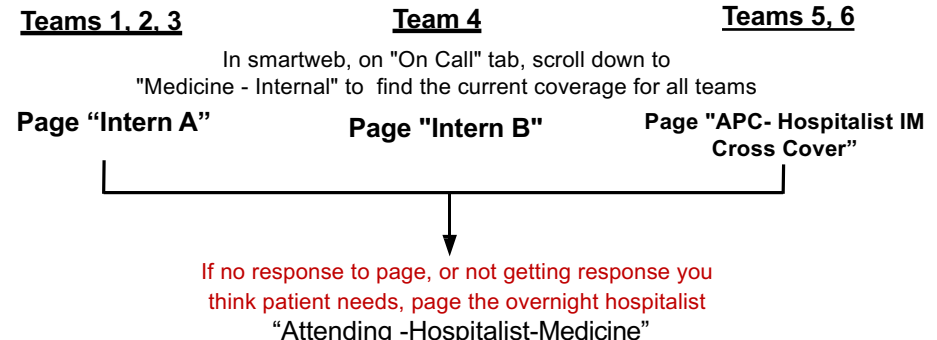 Teams 1, 2, 3
Team 4
Teams 5, 6
In smartweb, on "On Call" tab, scroll down to
"Medicine - Internal" to find the current coverage for all teams
Page “Intern A”
Page "Intern B"
Page "APC- Hospitalist IM
Cross Cover”
If no response to page, or not getting response you
think patient needs, page the overnight hospitalist
“Attending -Hospitalist-Medicine”